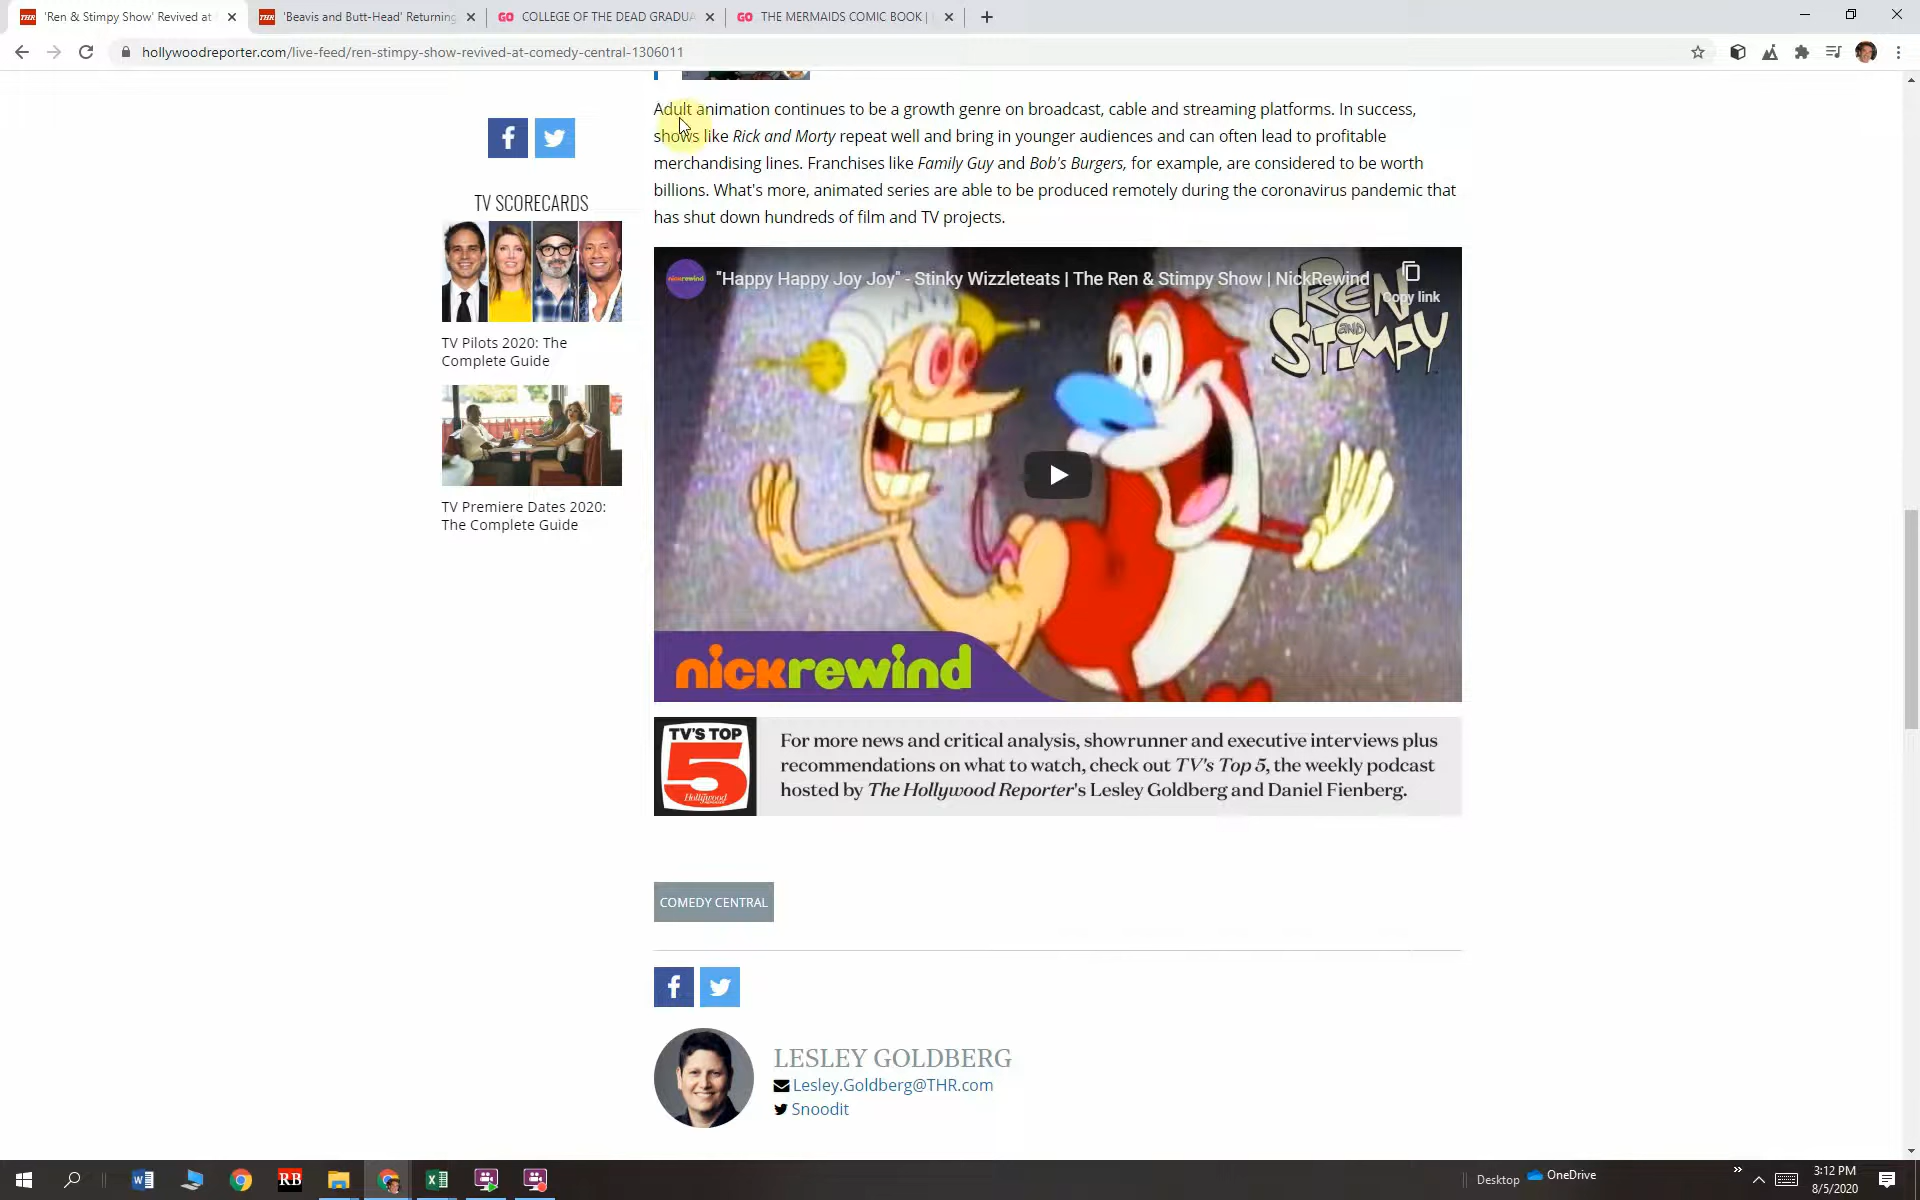 'Ren & Stimpy Show' Revived at
'Beavis and Butt-Head' Returning
GO COLLEGE OF THE DEAD GRADUA
GO THE MERMAIDS COMIC BOOK |
hollywoodreporter.com/live-feed/ren-stimpy-show-revived-at-comedy-central-1306011
Adult animation continues to be a growth genre on broadcast, cable and streaming platforms. In success,
shows like Rick and Morty repeat well and bring in younger audiences and can often lead to profitable
merchandising lines. Franchises like Family Guy and Bob's Burgers, for example, are considered to be worth
billions. What's more, animated series are able to be produced remotely during the coronavirus pandemic that
has shut down hundreds of film and TV projects.
TV SCORECARDS
TV Pilots 2020: The
Complete Guide
TV Premiere Dates 2020:
The Complete Guide
"Happy Happy Joy Joy" - Stinky Wizzleteats | The Ren & Stimpy Show | NickRewind
Copy link
nickrewind
REN
AND
STIMPY
nickrewind
TV'S TOP
5
Hollywood
For more news and critical analysis, showrunner and executive interviews plus
recommendations on what to watch, check out TV's Top 5, the weekly podcast
hosted by The Hollywood Reporter's Lesley Goldberg and Daniel Fienberg.
COMEDY CENTRAL
LESLEY GOLDBERG
Lesley.Goldberg@THR.com
Snoodit
RB
Desktop
OneDrive
3:12 PM
8/5/2020